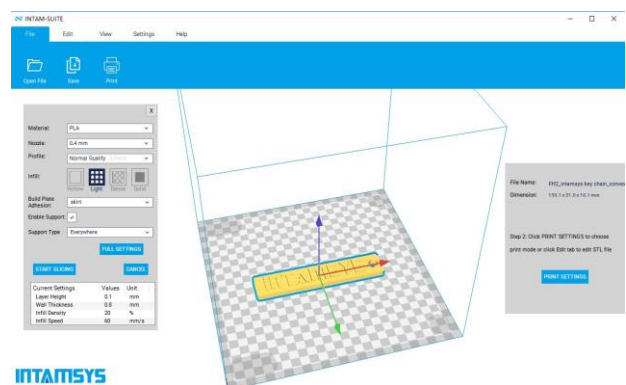 INTAM-SUITE
File Edit View Settings Help
Open File Save Print
X
Material: PLA
Nozzle: 0.4 mm
Profile: Normal Quality
Infill:
Hollow Light Dense Solid
Build Plate Adhesion: skirt
Enable Support:
Support Type Everywhere
FULL SETTINGS
START SLICING CANCEL
Current Settings Values Unit
Layer Height 0.1 mm
Wall Thickness 0.8 mm
Infill Density 20 %
Infill Speed 60 mm/s
File Name:
Dimension:
Step 2: Click PRINT SETTINGS to choose
print mode or click Edit tab to edit STL file
PRINT SETTINGS
INTAMSYS